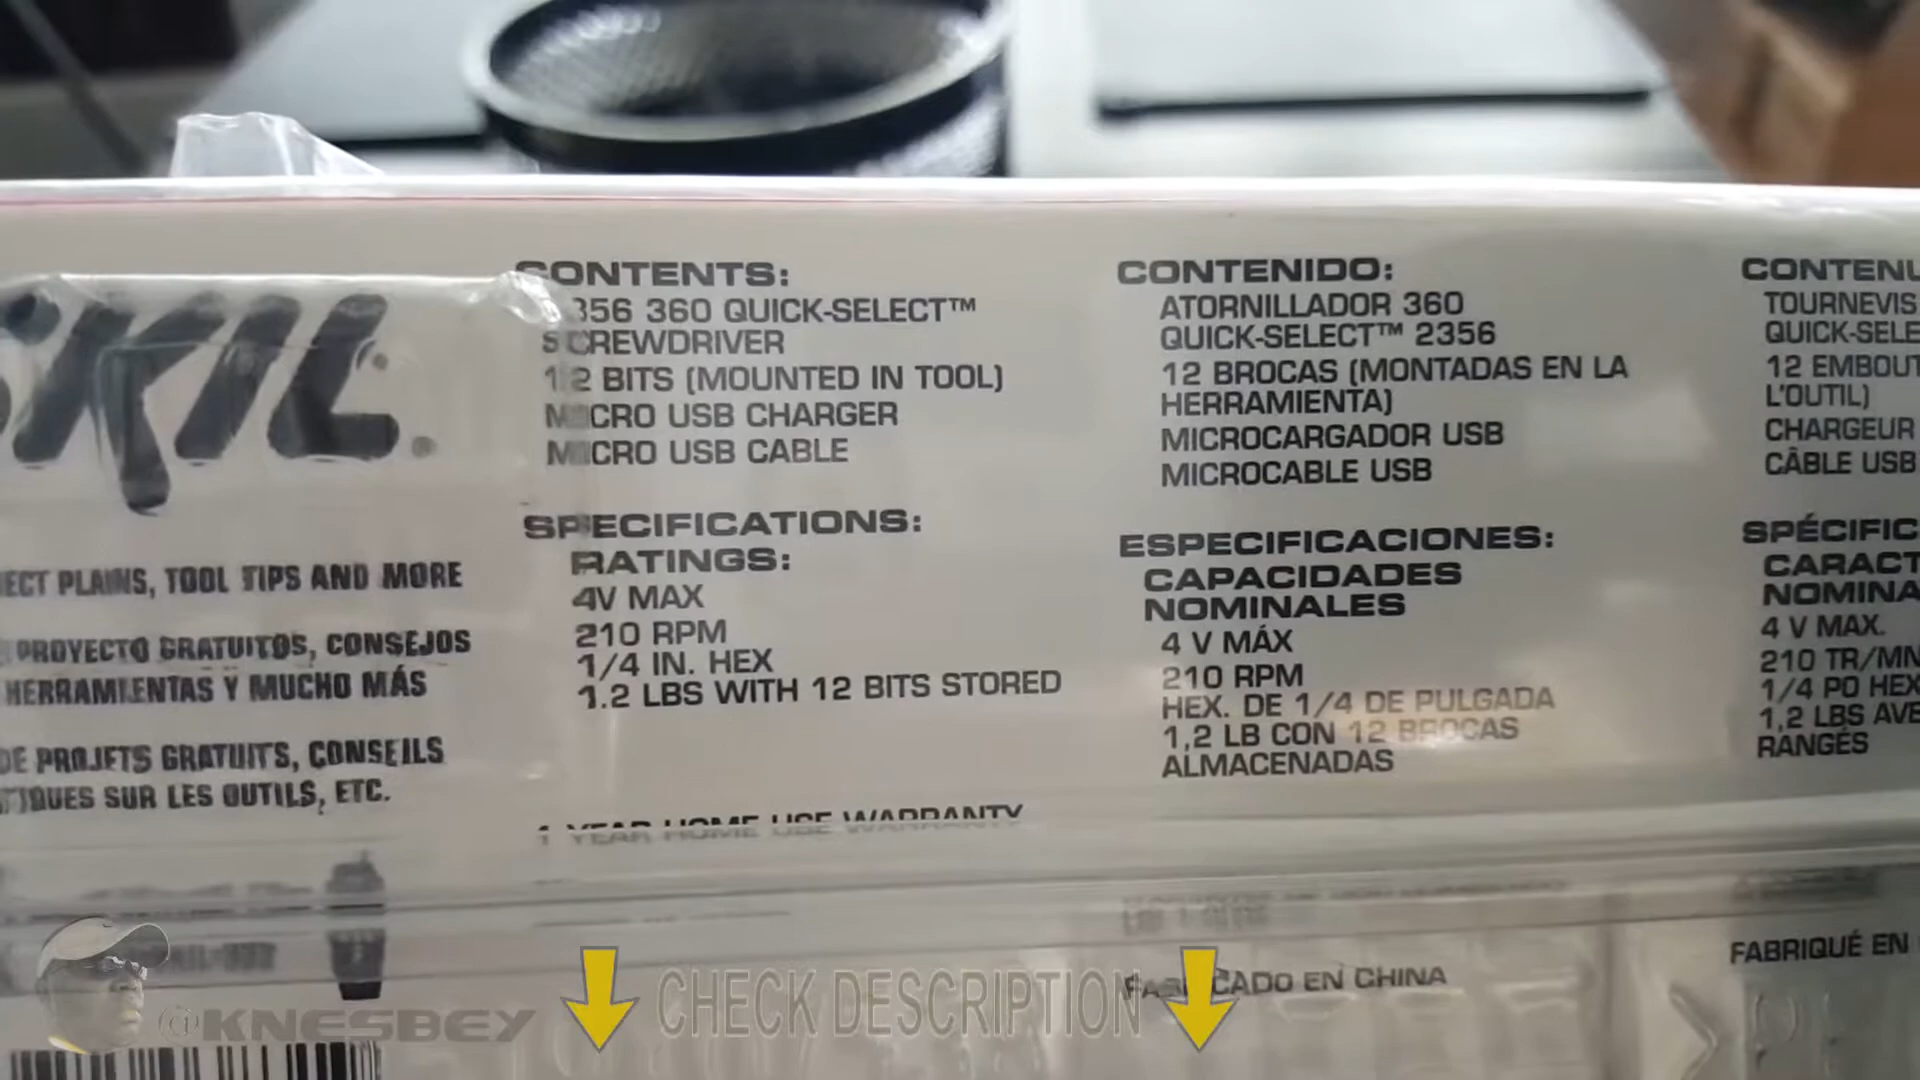 SKIL
ECT PLAINS, TOOL TIPS AND MORE
PROYECTO GRATUITOS, CONSEJOS
HERRAMIENTAS Y MUCHO MÁS
DE PROJETS GRATUITS, CONSEILS
SUR LES OUTILS, ETC.
CONTENTS:
356 360 QUICK-SELECT™
SCREWDRIVER
12 BITS (MOUNTED IN TOOL)
MICRO USB CHARGER
MICRO USB CABLE
SPECIFICATIONS:
RATINGS:
4V MAX
210 RPM
1/4 IN. HEX
1.2 LBS WITH 12 BITS STORED
1 YEAR HOME USE WARRANTY
CONTENIDO:
ATORNILLADOR 360
QUICK-SELECT™ 2356
12 BROCAS (MONTADAS EN LA
HERRAMIENTA)
MICROCARGADOR USB
MICROCABLE USB
ESPECIFICACIONES:
CAPACIDADES
NOMINALES
4 V MÁX
210 RPM
HEX. DE 1/4 DE PULGADA
1,2 LB CON 12 BROCAS
ALMACENADAS
FABRICADO EN CHINA
CONTENU
TOURNEVIS
QUICK-SELE
12 EMBOUT
L'OUTIL)
CHARGEUR
CÂBLE USB
SPÉCIFIC
CARACT
NOMINA
4 V MAX.
210 TR/MN
1/4 PO HEX
1,2 LBS AVE
RANGÉS
FABRIQUÉ EN
@KNESBEY
CHECK DESCRIPTION